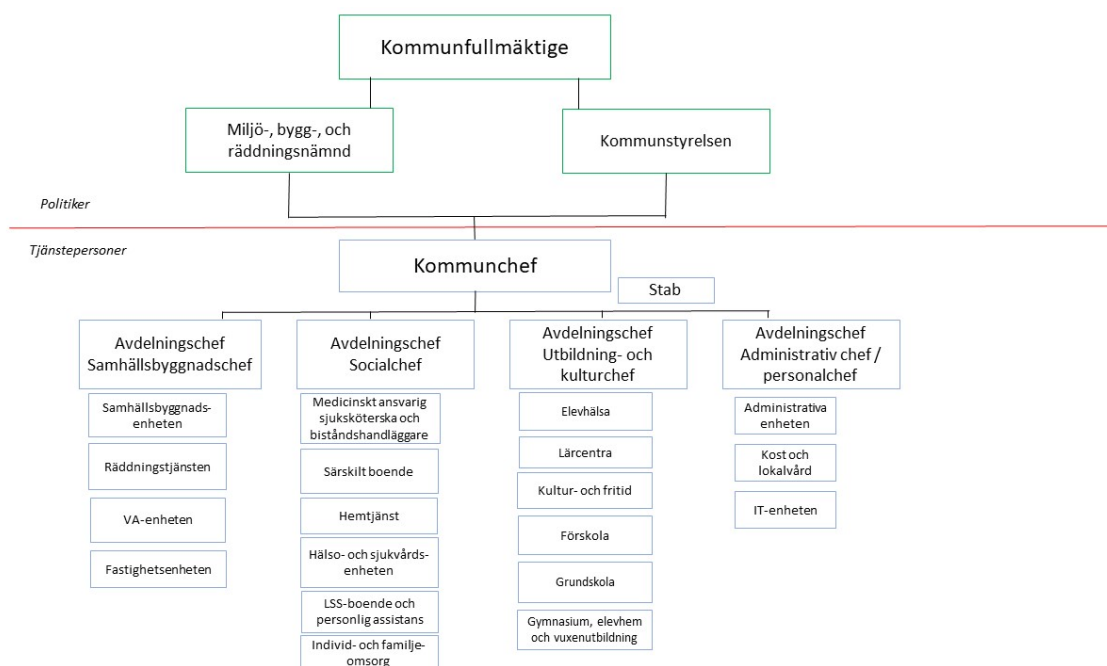 Kommunfullmäktige
Miljö-, bygg-, och
räddningsnämnd
Kommunstyrelsen
Politiker
Tjänstepersoner
Kommunchef
Stab
Avdelningschef
Samhällsbyggnadschef
Samhällsbyggnads-
enheten
Räddningstjänsten
VA-enheten
Fastighetsenheten
Avdelningschef
Socialchef
Medicinskt ansvarig
sjuksköterska och
biståndshandläggare
Särskilt boende
Hemtjänst
Hälso- och sjukvårds-
enheten
LSS-boende och
personlig assistans
Individ- och familje-
omsorg
Avdelningschef
Utbildning- och
kulturchef
Elevhälsa
Lärcentra
Kultur- och fritid
Förskola
Grundskola
Gymnasium, elevhem
och vuxenutbildning
Avdelningschef
Administrativ chef /
personalchef
Administrativa
enheten
Kost och
lokalvård
IT-enheten